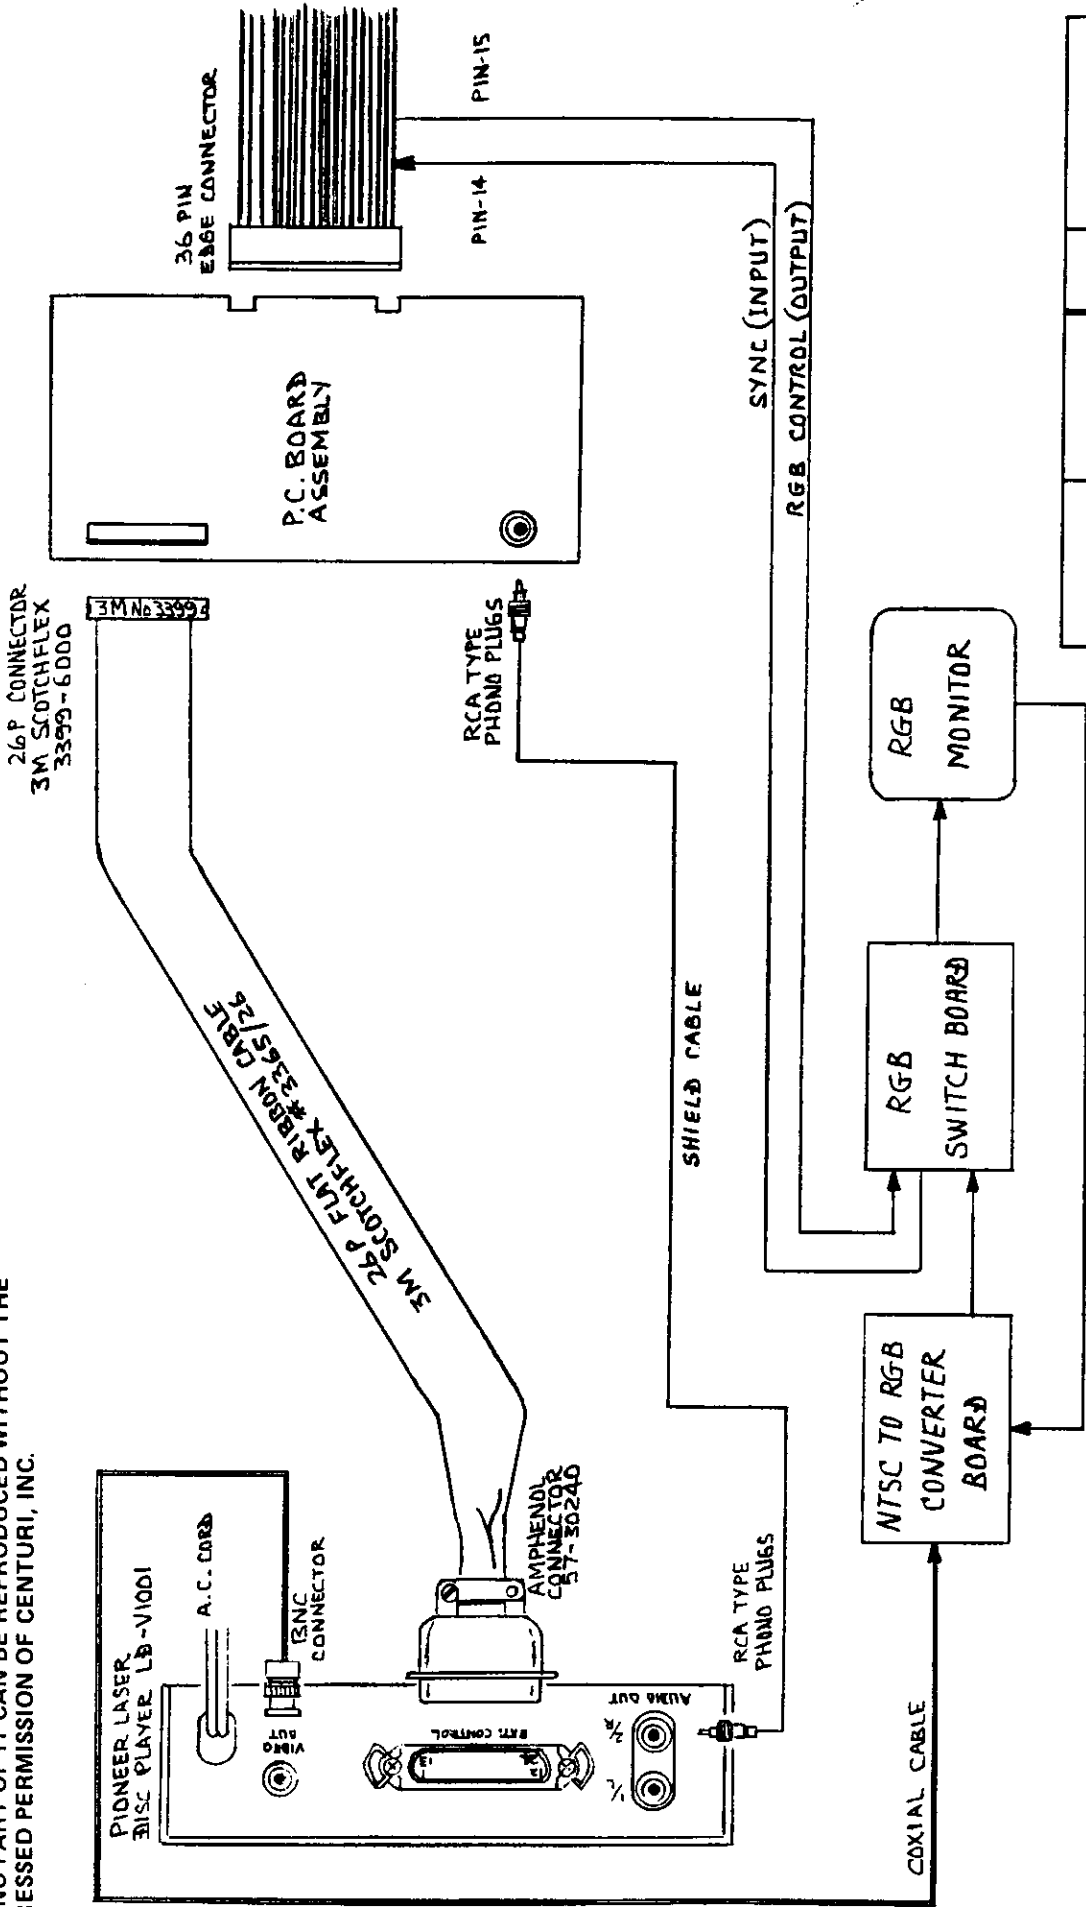 NO PART OF IT CAN BE REPRODUCED WITHOUT THE
ESSED PERMISSION OF CENTURI, INC.
PIONEER LASER
DISC PLAYER LD-V1001
A.C. CORD
BNC
CONNECTOR
VIDEO
OUT
EXT. CONTROL
AUDIO OUT
1/L
2/R
AMPHENOL
CONNECTOR
57-30240
RCA TYPE
PHONO PLUGS
COXIAL CABLE
26P FLAT RIBBON CABLE
3M SCOTCHFLEX #3365/26
26P CONNECTOR
3M SCOTCHFLEX
3399-6000
3M No 3399
P.C. BOARD
ASSEMBLY
36 PIN
EDGE CONNECTOR
PIN-14
PIN-15
RCA TYPE
PHONO PLUGS
SHIELD CABLE
SYNC (INPUT)
RGB CONTROL (OUTPUT)
NTSC TO RGB
CONVERTER
BOARD
RGB
SWITCH BOARD
RGB
MONITOR